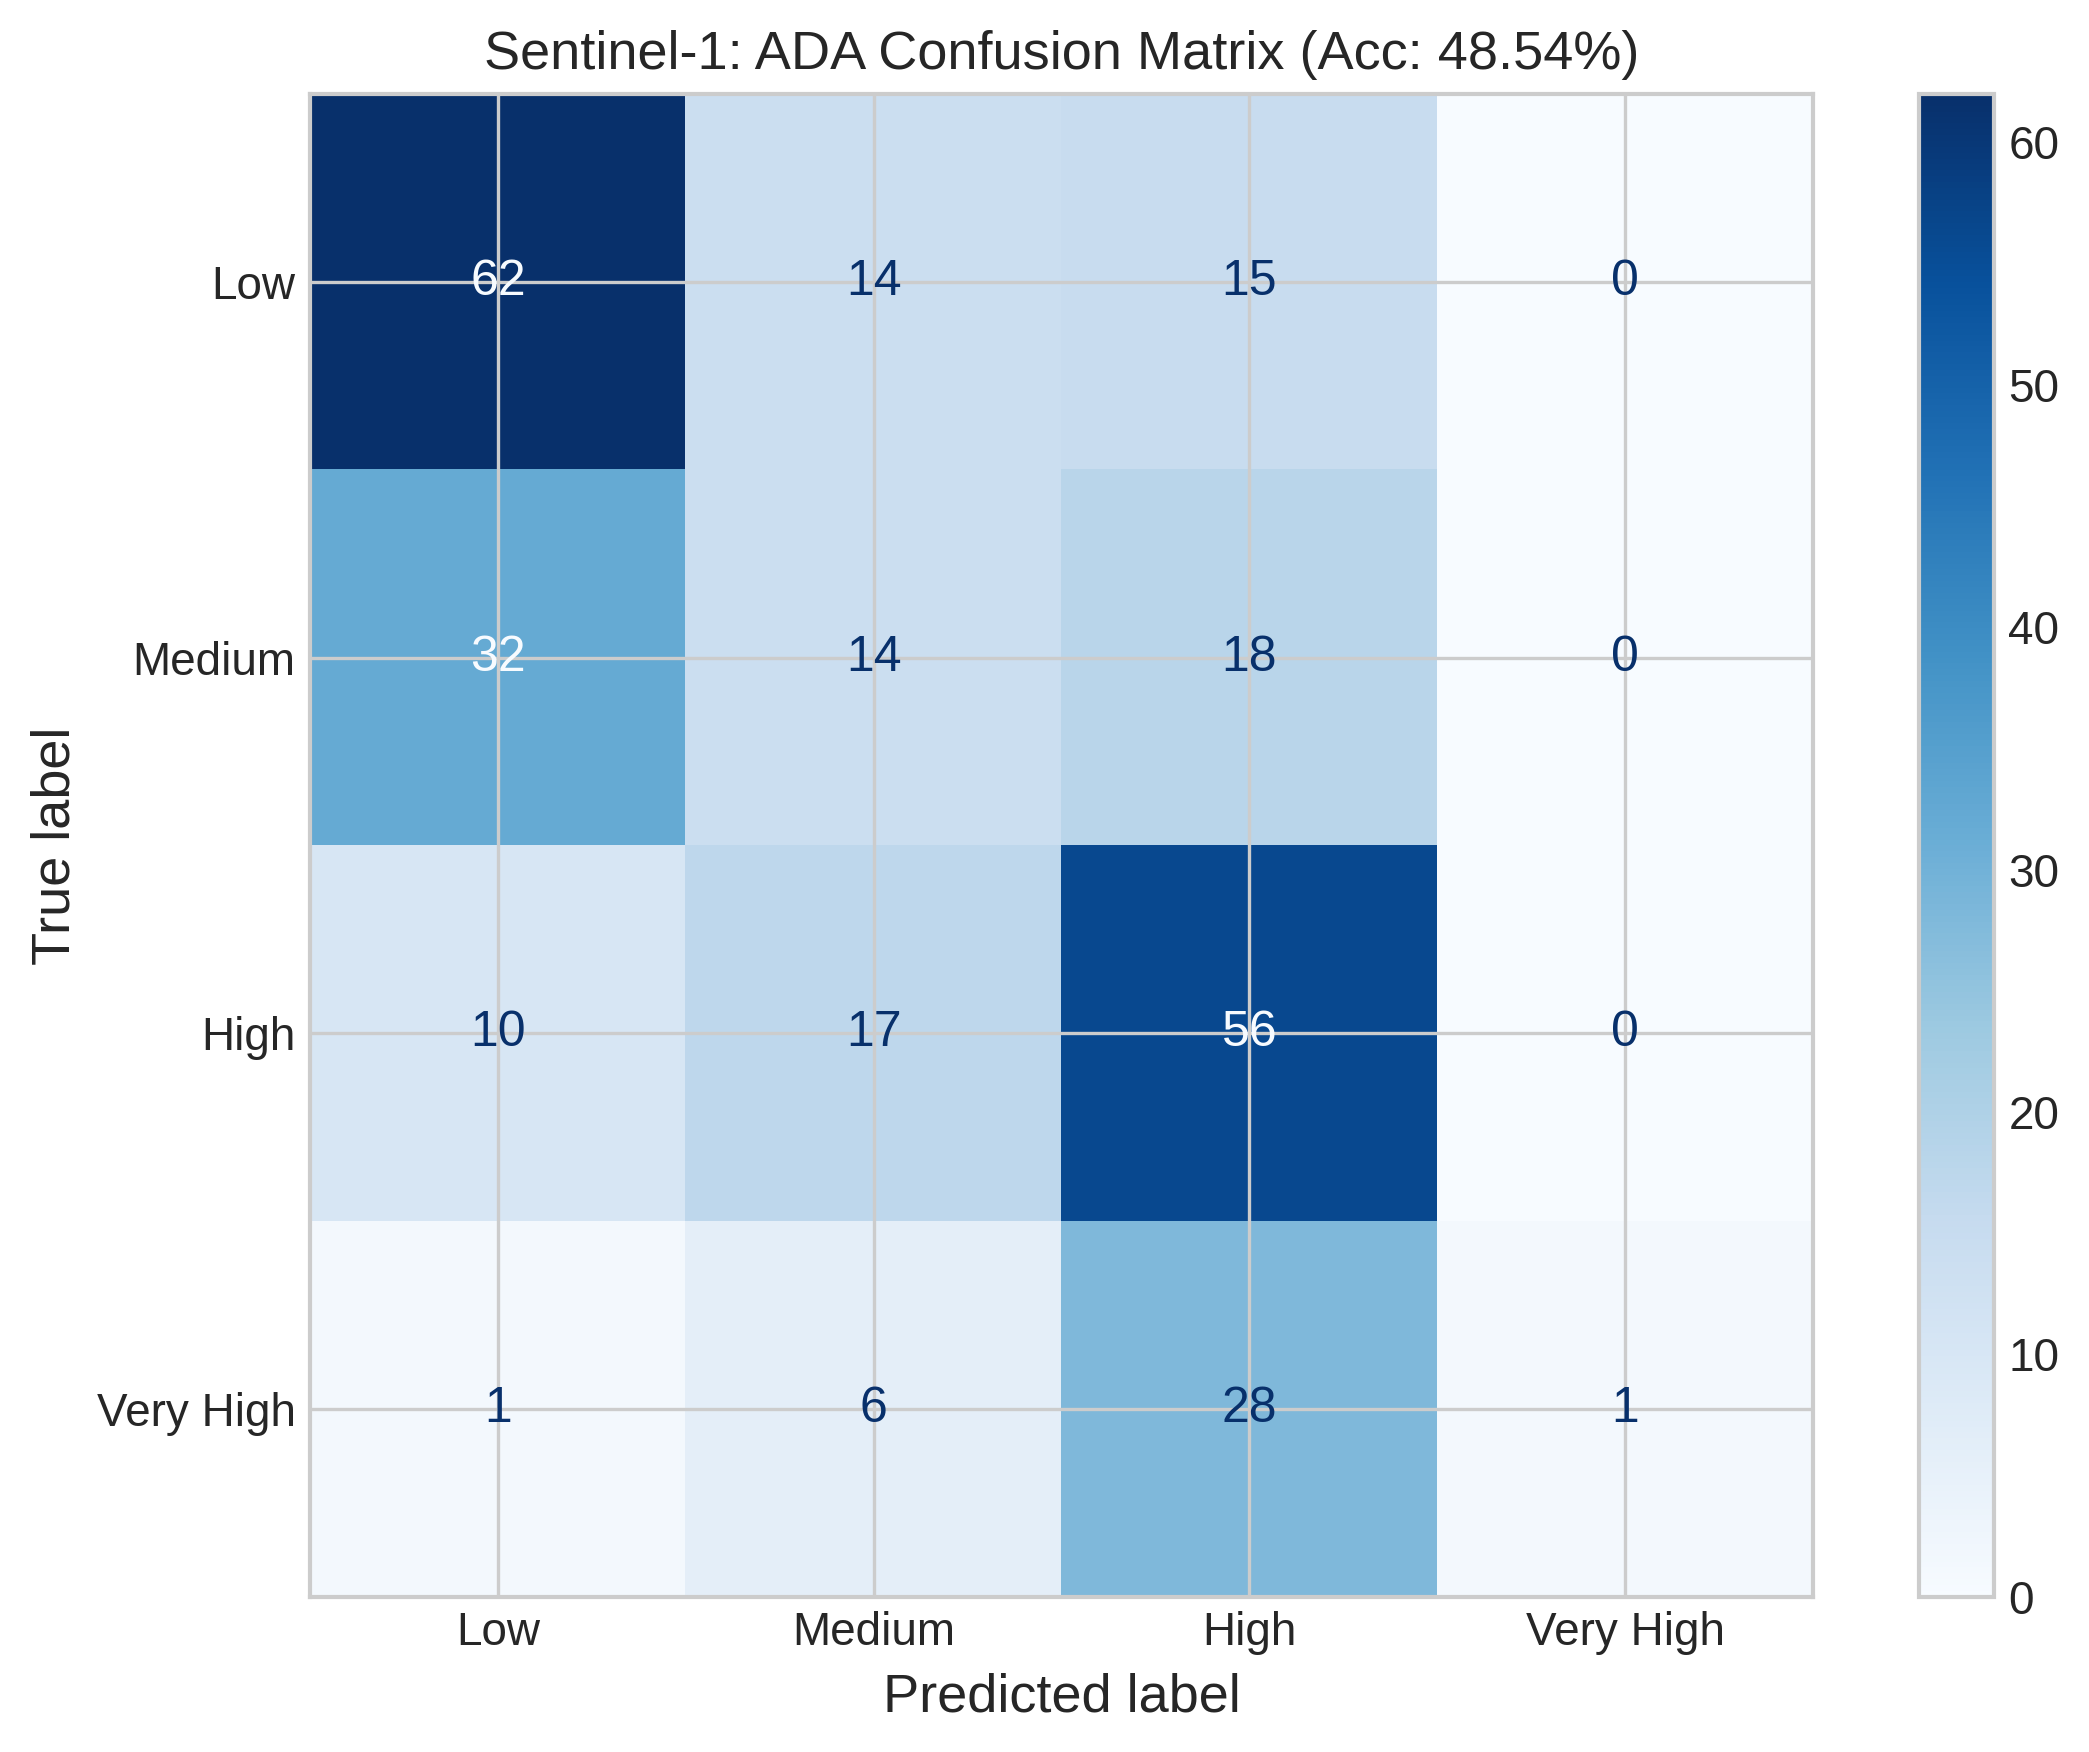 Sentinel-1: ADA Confusion Matrix (Acc: 48.54%)
Low 62 14 15 0
Medium 32 14 18 0
High 10 17 56 0
Very High 1 6 28 1
Low Medium High Very High
Predicted label
True label
60
50
40
30
20
10
0